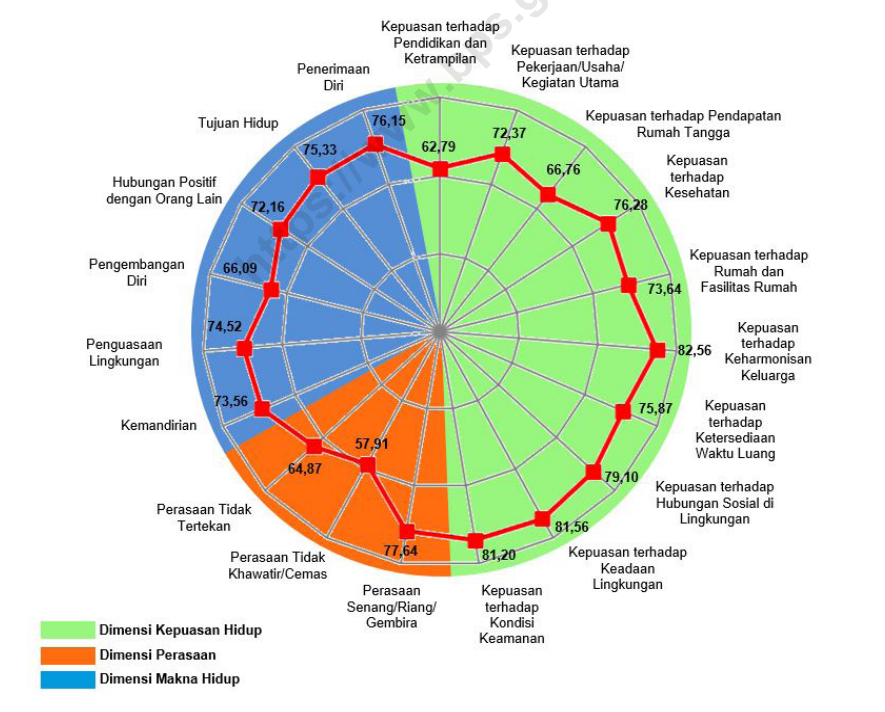 Kepuasan terhadap
Pendidikan dan
Ketrampilan
Kepuasan terhadap
Pekerjaan/Usaha/
Kegiatan Utama
Kepuasan terhadap Pendapatan
Rumah Tangga
Kepuasan
terhadap
Kesehatan
Kepuasan terhadap
Rumah dan
Fasilitas Rumah
Kepuasan
terhadap
Keharmonisan
Keluarga
Kepuasan
terhadap
Ketersediaan
Waktu Luang
Kepuasan terhadap
Hubungan Sosial di
Lingkungan
Kepuasan terhadap
Keadaan
Lingkungan
Kepuasan
terhadap
Kondisi
Keamanan
Perasaan
Senang/Riang/
Gembira
Perasaan Tidak
Khawatir/Cemas
Perasaan Tidak
Tertekan
Kemandirian
Penguasaan
Lingkungan
Pengembangan
Diri
Hubungan Positif
dengan Orang Lain
Tujuan Hidup
Penerimaan
Diri
62,79
72,37
66,76
76,28
73,64
82,56
75,87
79,10
81,56
81,20
77,64
57,91
64,87
73,56
74,52
66,09
72,16
75,33
76,15
Dimensi Kepuasan Hidup
Dimensi Perasaan
Dimensi Makna Hidup
https://www.bps.g